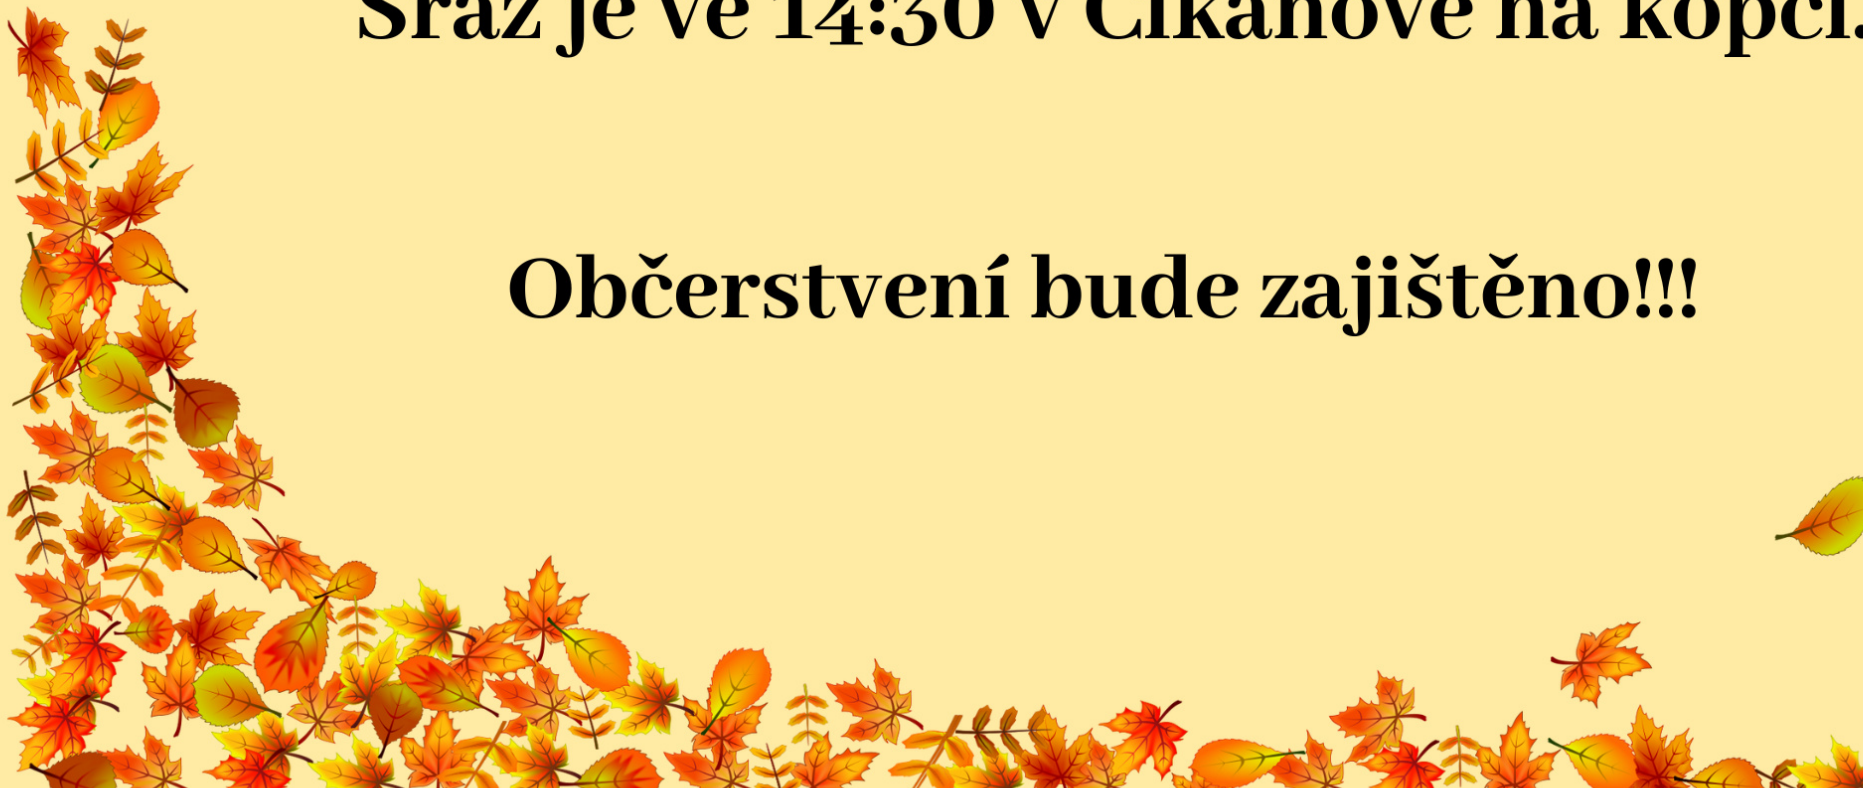 Sraz je ve 14:30 v Cikánově na kopci.
Občerstvení bude zajištěno!!!